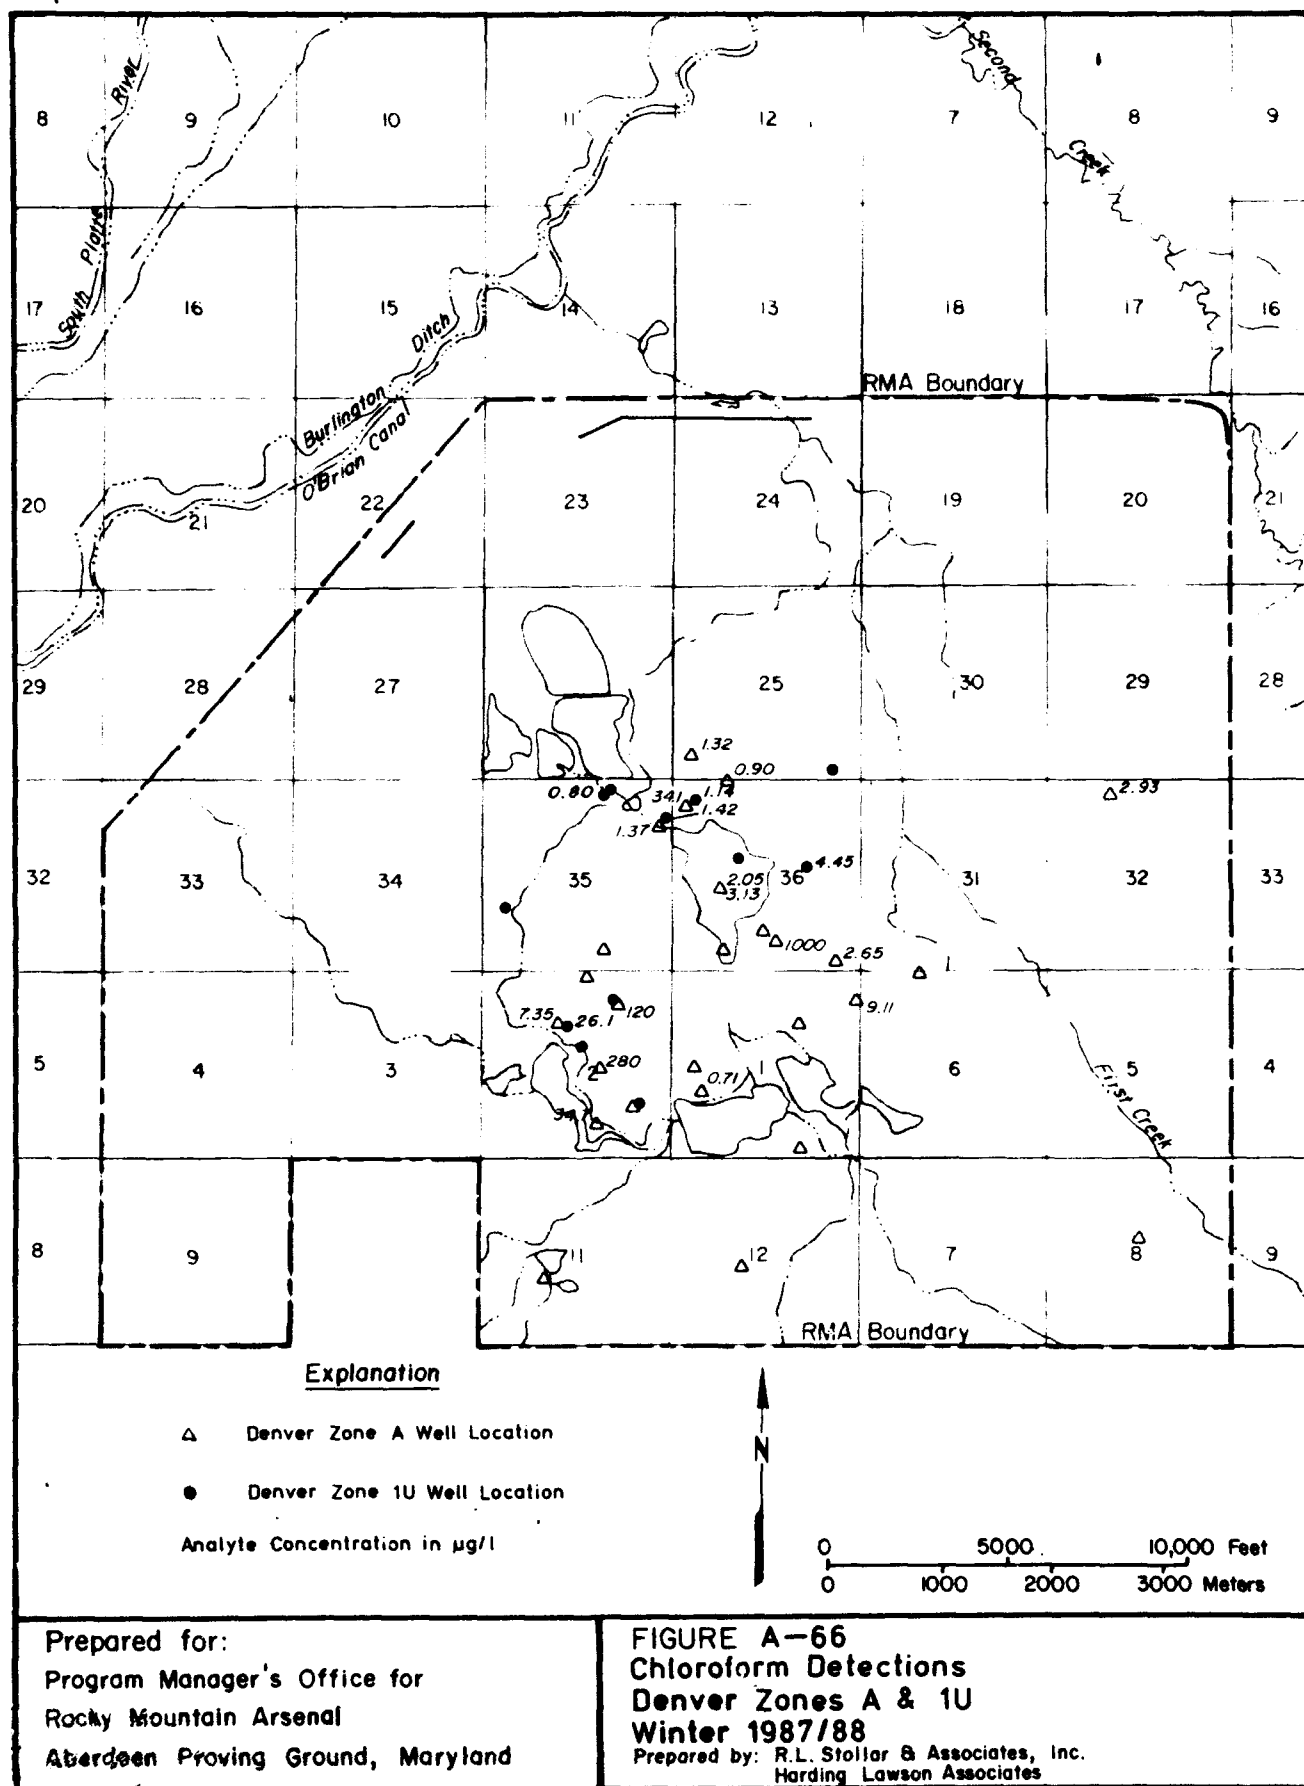 8 9 10 11 12 7 8 9
South Platte River
Second Creek
17 16 15 14 13 18 17 16
Burlington Ditch
O'Brian Canal
RMA Boundary
20 21 22 23 24 19 20 21
29 28 27 25 30 29 28
1.32
0.90
0.80
341
1.14
1.42
1.37
2.93
32 33 34 35 36 31 32 33
4.45
2.05
3.13
1000
2.65
9.11
7.35
26.1
120
5 4 3 2 1 6 5 4
280
0.71
First Creek
8 9 11 12 7 8 9
RMA Boundary
Explanation
Denver Zone A Well Location
Denver Zone 1U Well Location
Analyte Concentration in µg/l
N
0 5000 10,000 Feet
0 1000 2000 3000 Meters
Prepared for:
Program Manager's Office for
Rocky Mountain Arsenal
Aberdeen Proving Ground, Maryland
FIGURE A-66
Chloroform Detections
Denver Zones A & 1U
Winter 1987/88
Prepared by: R.L. Stollar & Associates, Inc.
Harding Lawson Associates